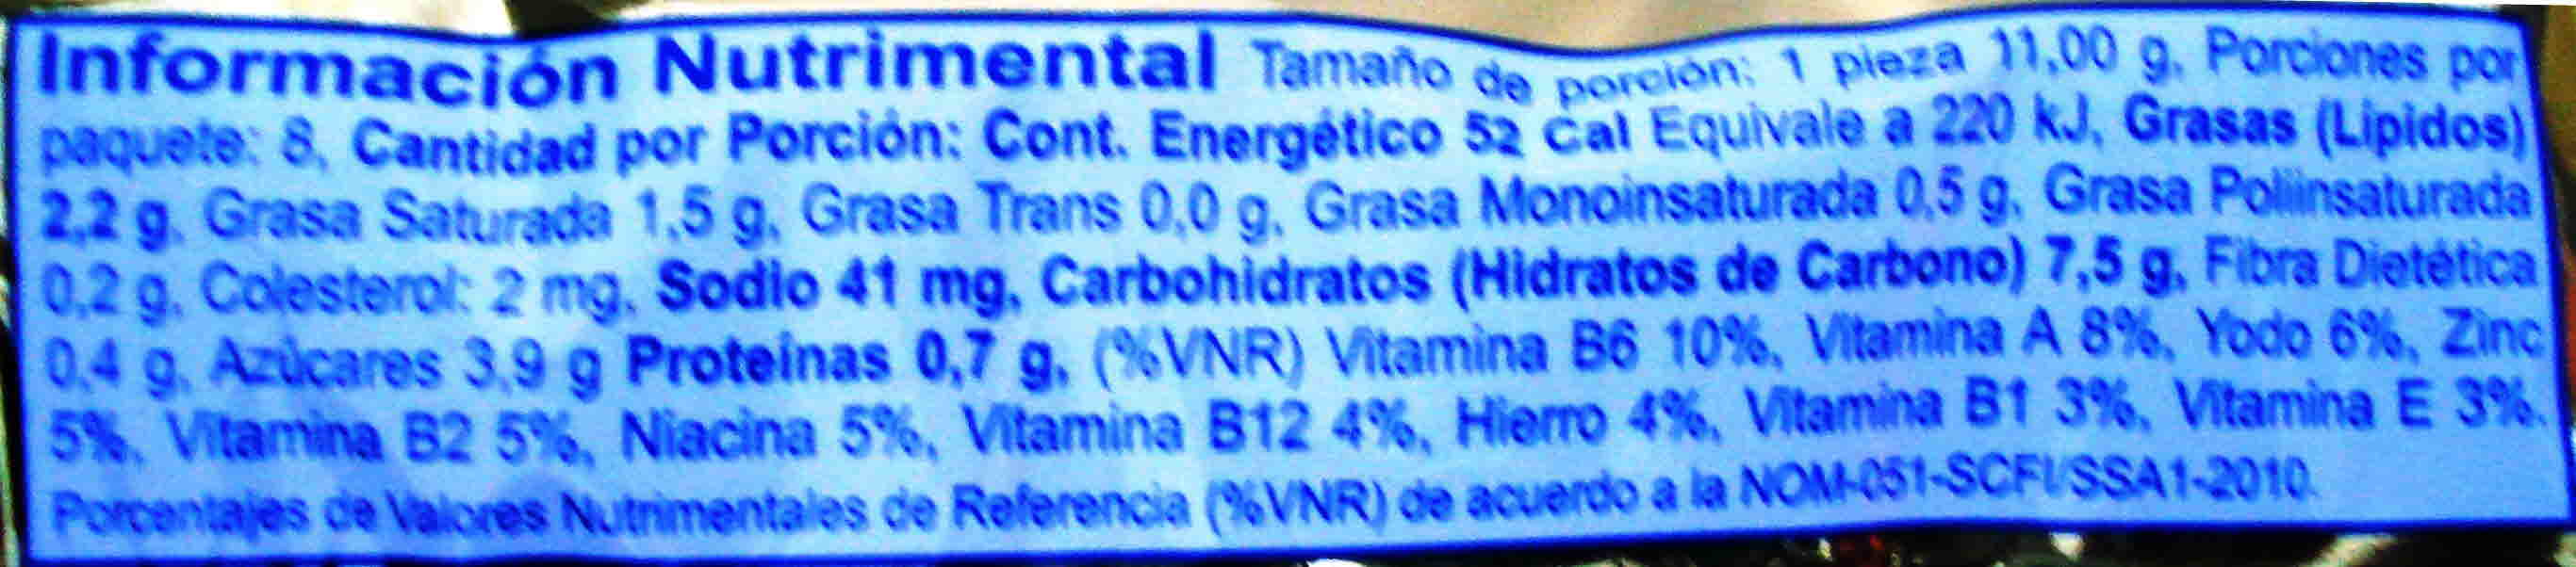 Información Nutrimental Tamaño de porción: 1 pieza 11,00 g, Porciones por
paquete: 8, Cantidad por Porción: Cont. Energético 52 Cal Equivale a 220 kJ, Grasas (Lípidos)
2,2 g, Grasa Saturada 1,5 g, Grasa Trans 0,0 g, Grasa Monoinsaturada 0,5 g, Grasa Poliinsaturada
0,2 g, Colesterol: 2 mg, Sodio 41 mg, Carbohidratos (Hidratos de Carbono) 7,5 g, Fibra Dietética
0,4 g, Azúcares 3,9 g Proteínas 0,7 g, (%VNR) Vitamina B6 10%, Vitamina A 8%, Yodo 6%, Zinc
5%, Vitamina B2 5%, Niacina 5%, Vitamina B12 4%, Hierro 4%, Vitamina B1 3%, Vitamina E 3%.
Porcentajes de Valores Nutrimentales de Referencia (%VNR) de acuerdo a la NOM-051-SCFI/SSA1-2010.